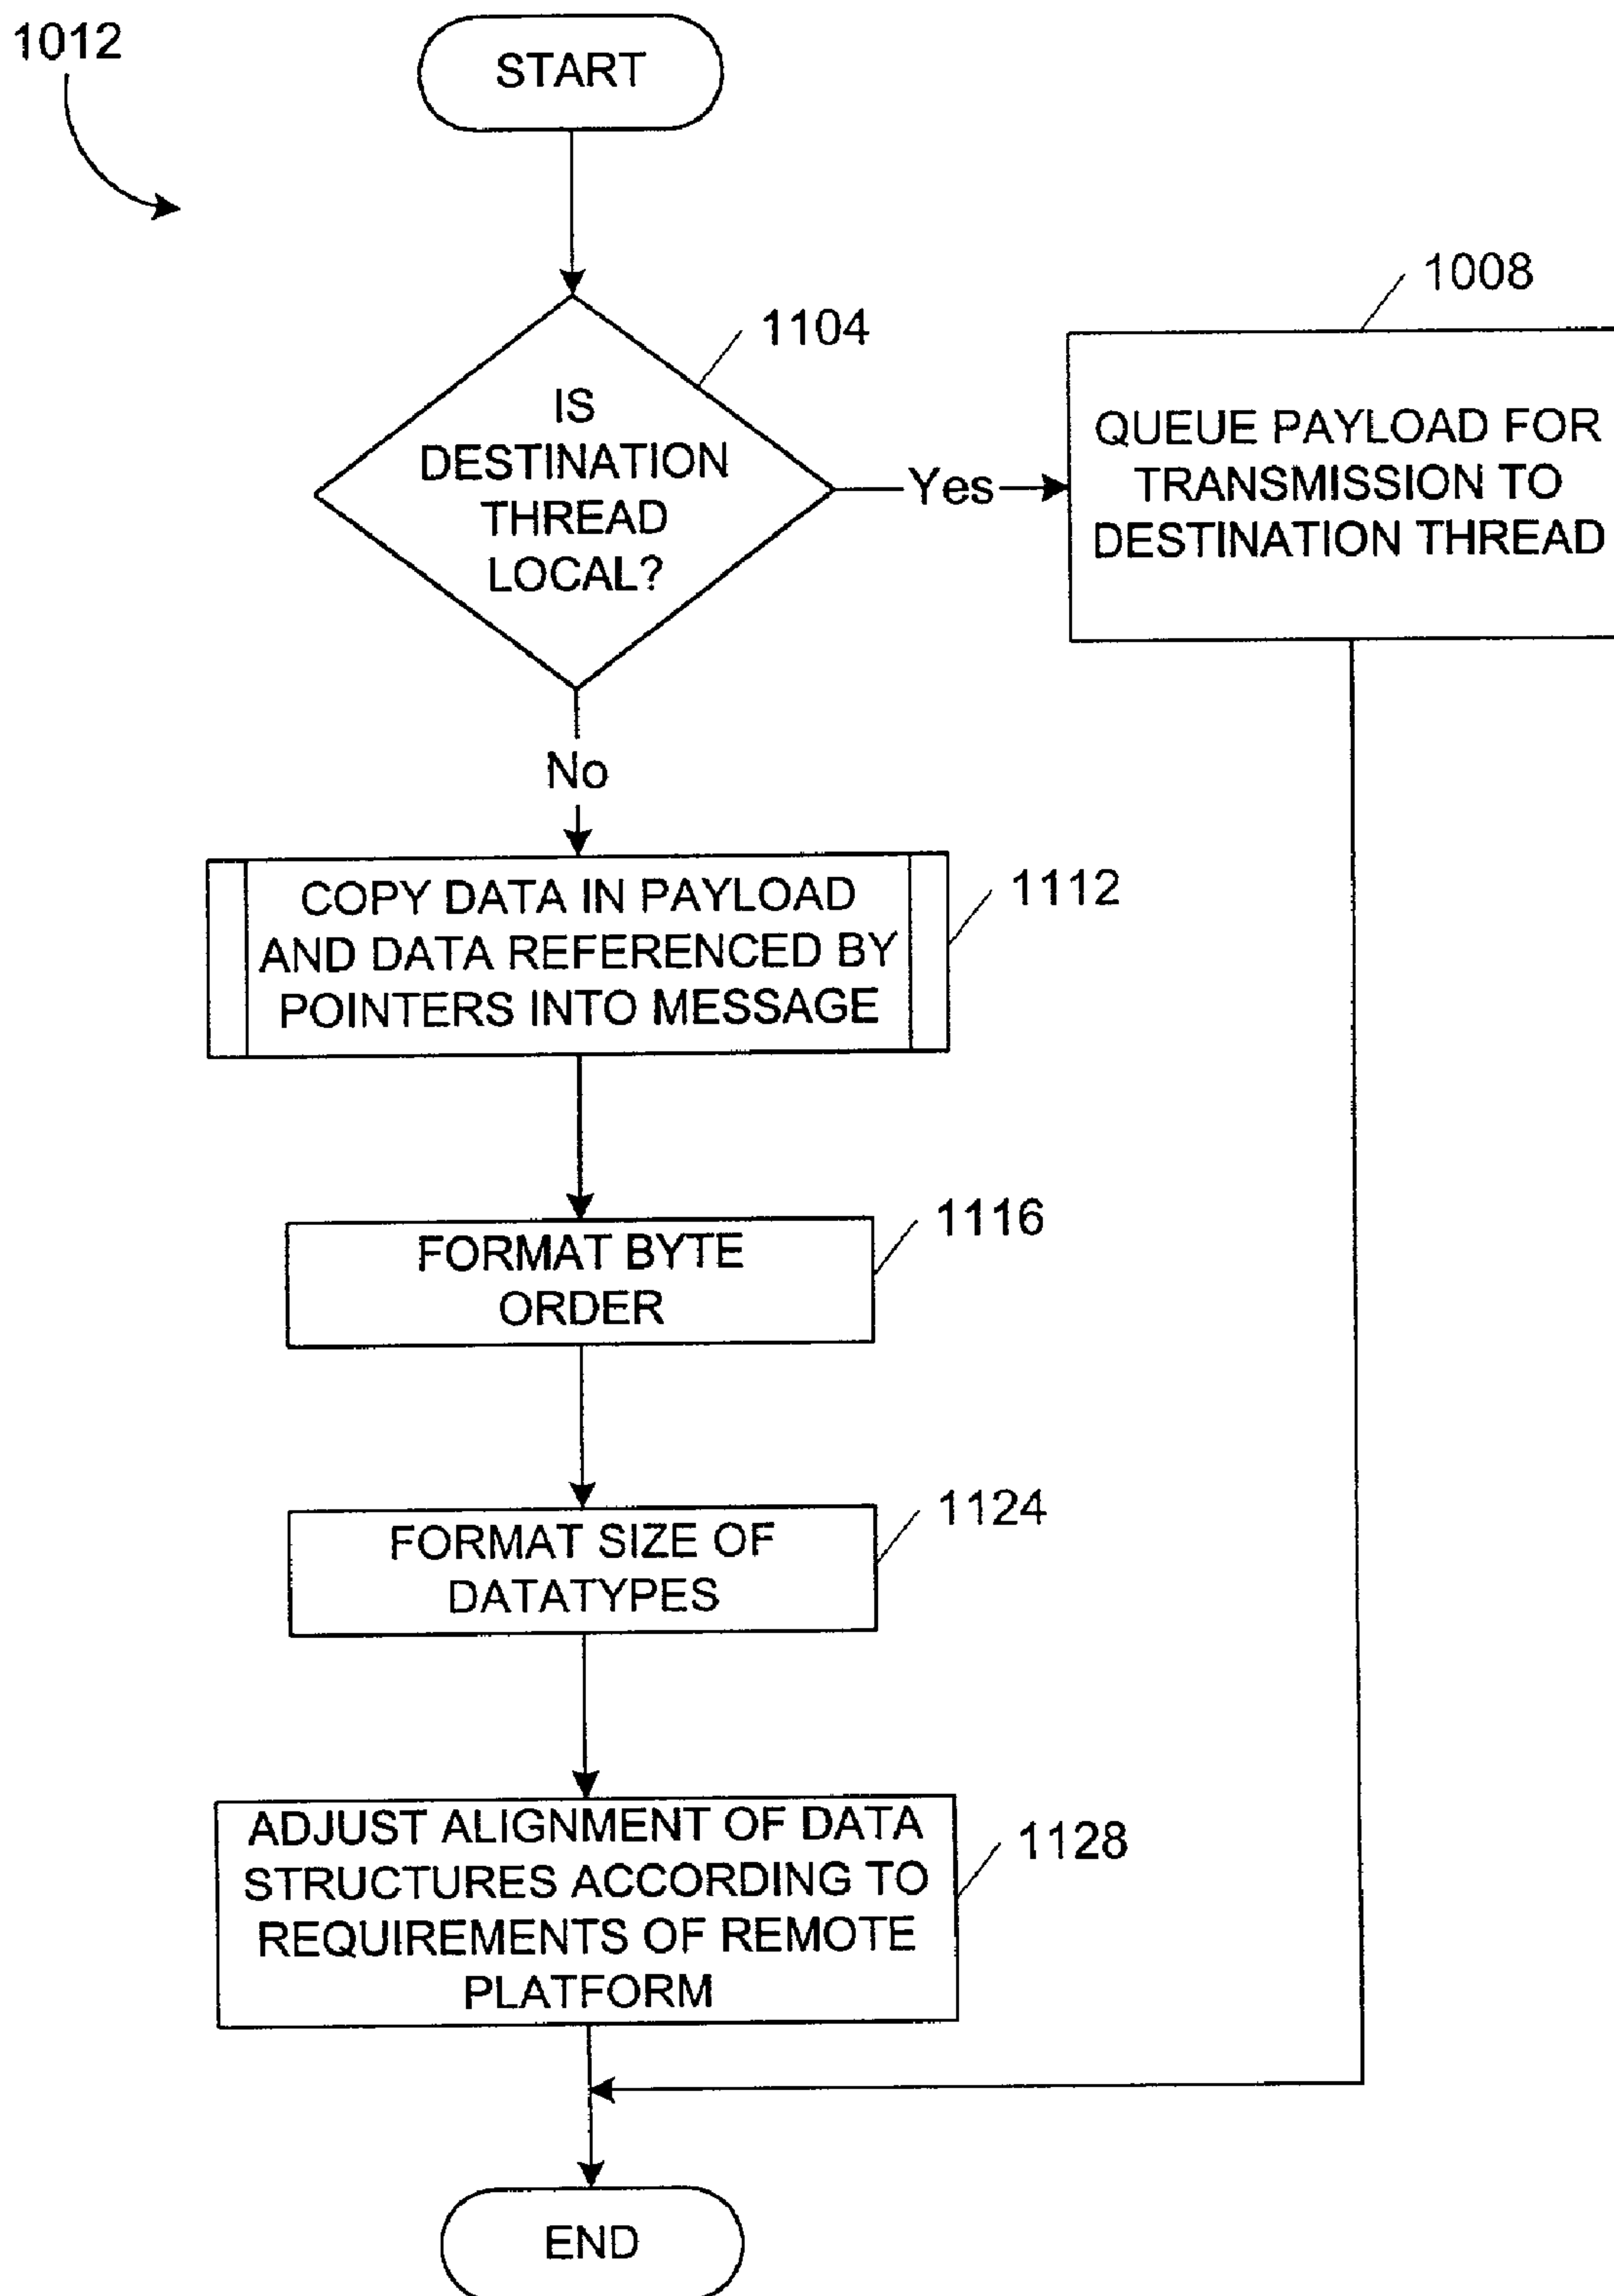 1012
START
1104
IS
DESTINATION
THREAD
LOCAL?
Yes
1008
QUEUE PAYLOAD FOR
TRANSMISSION TO
DESTINATION THREAD
No
COPY DATA IN PAYLOAD
AND DATA REFERENCED BY
POINTERS INTO MESSAGE
1112
FORMAT BYTE
ORDER
1116
FORMAT SIZE OF
DATATYPES
1124
ADJUST ALIGNMENT OF DATA
STRUCTURES ACCORDING TO
REQUIREMENTS OF REMOTE
PLATFORM
1128
END